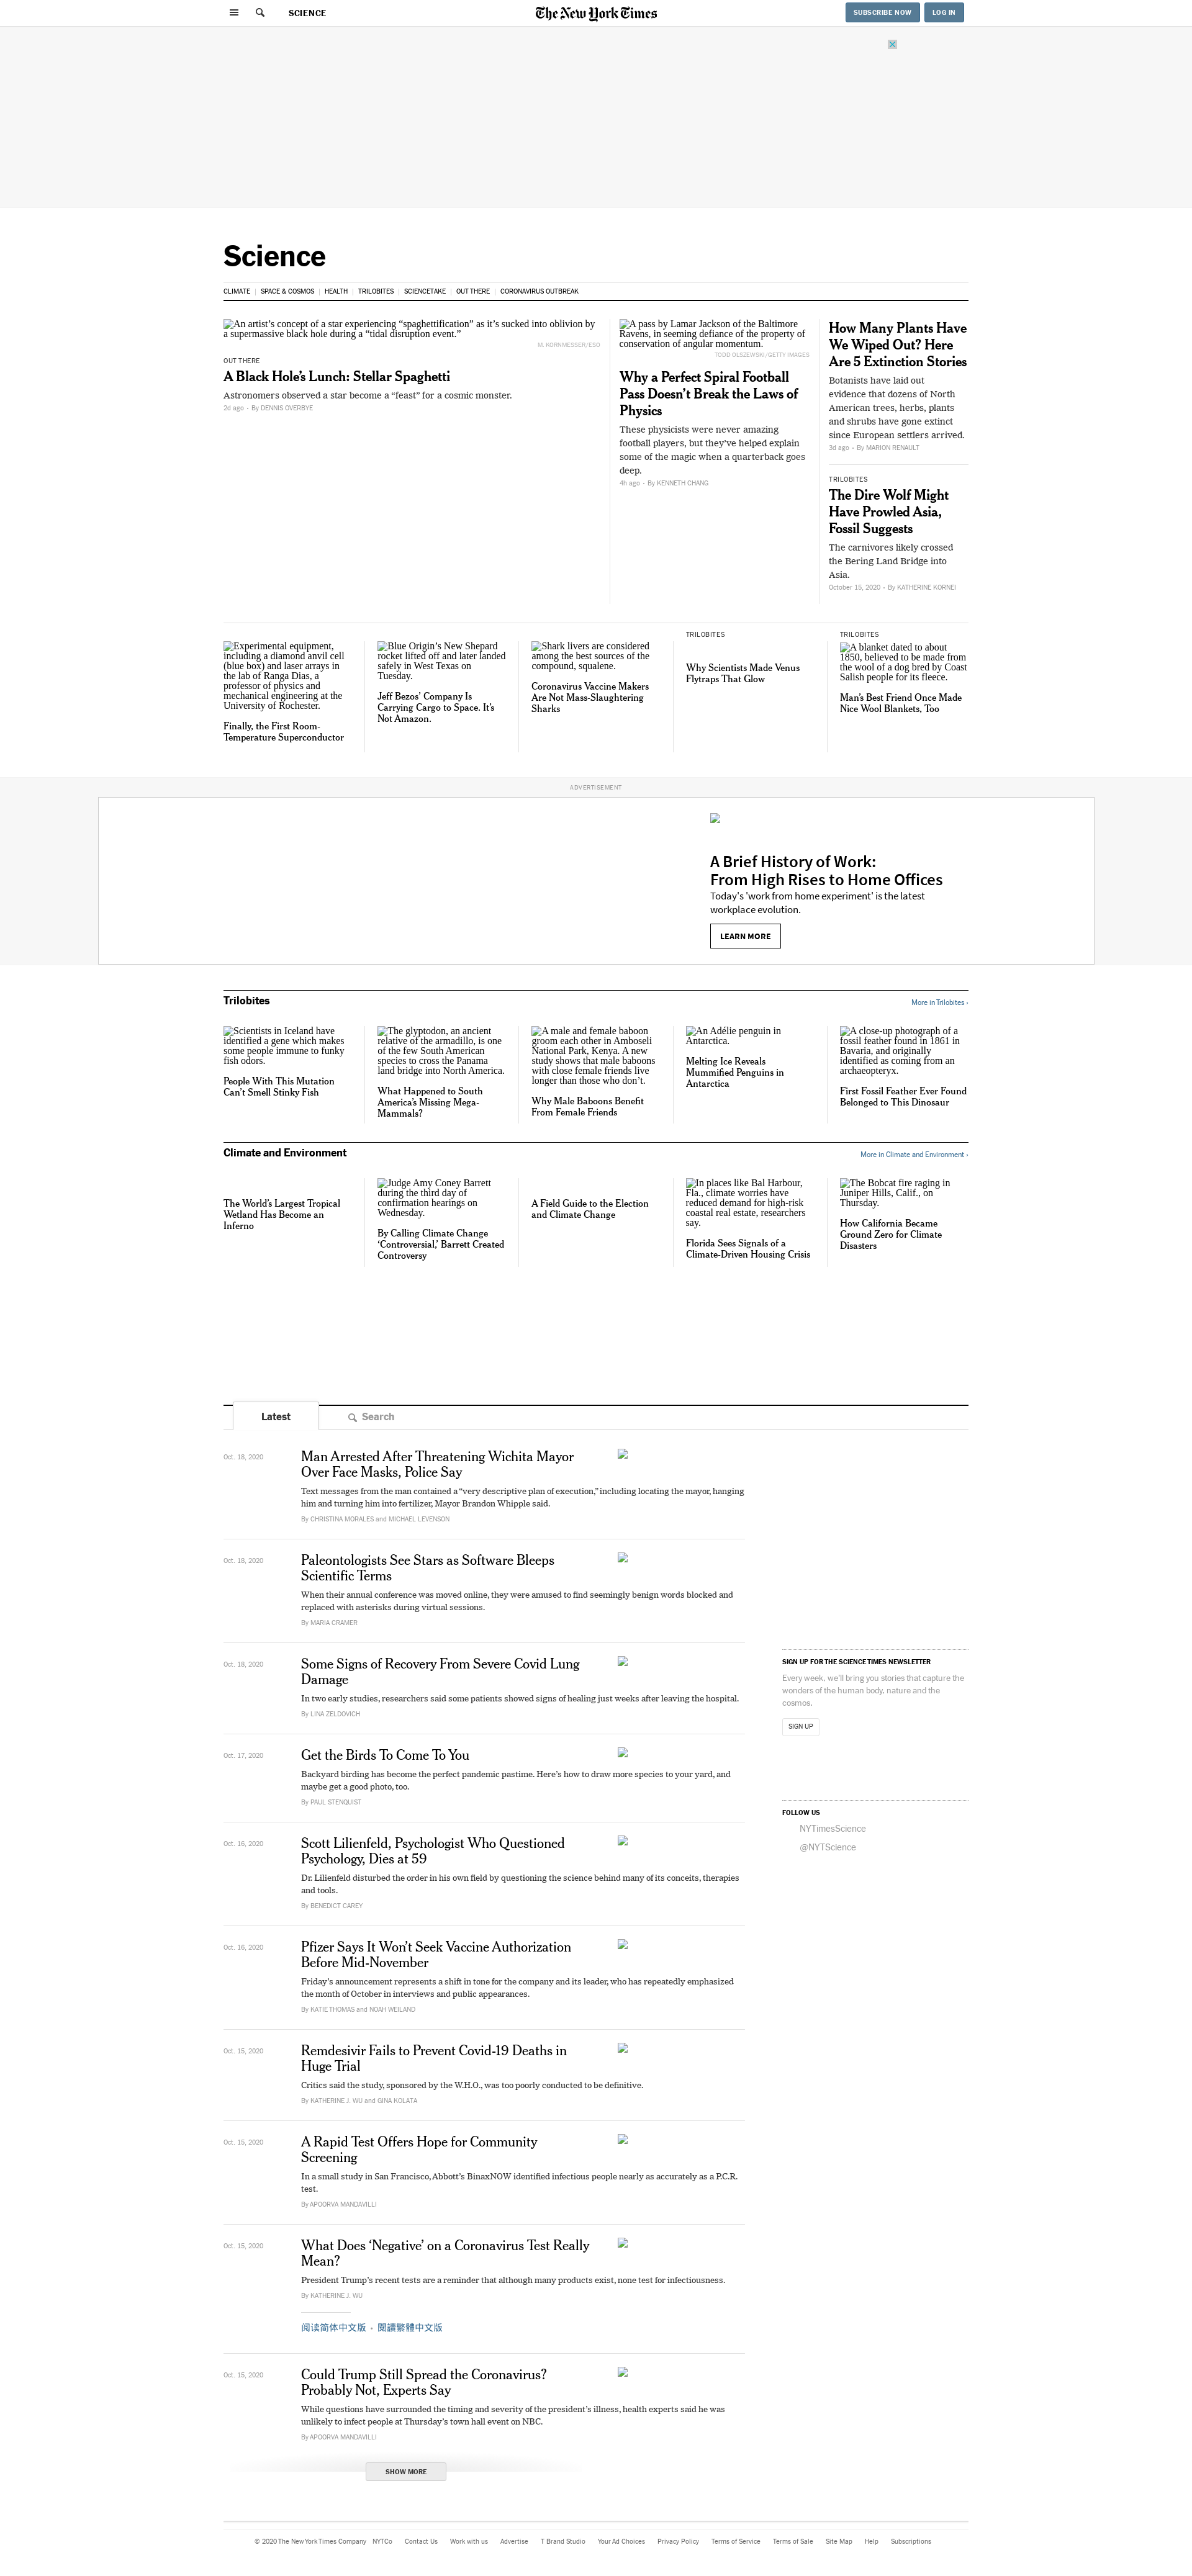 SCIENCE
The New York Times
SUBSCRIBE NOW
LOG IN
Science
CLIMATE
SPACE & COSMOS
HEALTH
TRILOBITES
SCIENCETAKE
OUT THERE
CORONAVIRUS OUTBREAK
An artist’s concept of a star experiencing “spaghettification” as it’s sucked into oblivion by
a supermassive black hole during a “tidal disruption event.”
M. KORNMESSER/ESO
OUT THERE
A Black Hole’s Lunch: Stellar Spaghetti
Astronomers observed a star become a “feast” for a cosmic monster.
2d ago - By DENNIS OVERBYE
A pass by Lamar Jackson of the Baltimore
Ravens, in seeming defiance of the property of
conservation of angular momentum.
TODD OLSZEWSKI/GETTY IMAGES
Why a Perfect Spiral Football
Pass Doesn’t Break the Laws of
Physics
These physicists were never amazing
football players, but they’ve helped explain
some of the magic when a quarterback goes
deep.
4h ago - By KENNETH CHANG
How Many Plants Have
We Wiped Out? Here
Are 5 Extinction Stories
Botanists have laid out
evidence that dozens of North
American trees, herbs, plants
and shrubs have gone extinct
since European settlers arrived.
3d ago - By MARION RENAULT
TRILOBITES
The Dire Wolf Might
Have Prowled Asia,
Fossil Suggests
The carnivores likely crossed
the Bering Land Bridge into
Asia.
October 15, 2020 - By KATHERINE KORNEI
Experimental equipment,
including a diamond anvil cell
(blue box) and laser arrays in
the lab of Ranga Dias, a
professor of physics and
mechanical engineering at the
University of Rochester.
Finally, the First Room-
Temperature Superconductor
Blue Origin’s New Shepard
rocket lifted off and later landed
safely in West Texas on
Tuesday.
Jeff Bezos’ Company Is
Carrying Cargo to Space. It’s
Not Amazon.
Shark livers are considered
among the best sources of the
compound, squalene.
Coronavirus Vaccine Makers
Are Not Mass-Slaughtering
Sharks
TRILOBITES
Why Scientists Made Venus
Flytraps That Glow
TRILOBITES
A blanket dated to about
1850, believed to be made from
the wool of a dog bred by Coast
Salish people for its fleece.
Man’s Best Friend Once Made
Nice Wool Blankets, Too
ADVERTISEMENT
A Brief History of Work:
From High Rises to Home Offices
Today's 'work from home experiment' is the latest
workplace evolution.
LEARN MORE
Trilobites
More in Trilobites ›
Scientists in Iceland have
identified a gene which makes
some people immune to funky
fish odors.
People With This Mutation
Can’t Smell Stinky Fish
The glyptodon, an ancient
relative of the armadillo, is one
of the few South American
species to cross the Panama
land bridge into North America.
What Happened to South
America’s Missing Mega-
Mammals?
A male and female baboon
groom each other in Amboseli
National Park, Kenya. A new
study shows that male baboons
with close female friends live
longer than those who don’t.
Why Male Baboons Benefit
From Female Friends
An Adélie penguin in
Antarctica.
Melting Ice Reveals
Mummified Penguins in
Antarctica
A close-up photograph of a
fossil feather found in 1861 in
Bavaria, and originally
identified as coming from an
archaeopteryx.
First Fossil Feather Ever Found
Belonged to This Dinosaur
Climate and Environment
More in Climate and Environment ›
The World’s Largest Tropical
Wetland Has Become an
Inferno
Judge Amy Coney Barrett
during the third day of
confirmation hearings on
Wednesday.
By Calling Climate Change
‘Controversial,’ Barrett Created
Controversy
A Field Guide to the Election
and Climate Change
In places like Bal Harbour,
Fla., climate worries have
reduced demand for high-risk
coastal real estate, researchers
say.
Florida Sees Signals of a
Climate-Driven Housing Crisis
The Bobcat fire raging in
Juniper Hills, Calif., on
Thursday.
How California Became
Ground Zero for Climate
Disasters
Latest
Search
Oct. 18, 2020
Man Arrested After Threatening Wichita Mayor
Over Face Masks, Police Say
Text messages from the man contained a “very descriptive plan of execution,” including locating the mayor, hanging
him and turning him into fertilizer, Mayor Brandon Whipple said.
By CHRISTINA MORALES and MICHAEL LEVENSON
Oct. 18, 2020
Paleontologists See Stars as Software Bleeps
Scientific Terms
When their annual conference was moved online, they were amused to find seemingly benign words blocked and
replaced with asterisks during virtual sessions.
By MARIA CRAMER
Oct. 18, 2020
Some Signs of Recovery From Severe Covid Lung
Damage
In two early studies, researchers said some patients showed signs of healing just weeks after leaving the hospital.
By LINA ZELDOVICH
Oct. 17, 2020
Get the Birds To Come To You
Backyard birding has become the perfect pandemic pastime. Here’s how to draw more species to your yard, and
maybe get a good photo, too.
By PAUL STENQUIST
Oct. 16, 2020
Scott Lilienfeld, Psychologist Who Questioned
Psychology, Dies at 59
Dr. Lilienfeld disturbed the order in his own field by questioning the science behind many of its conceits, therapies
and tools.
By BENEDICT CAREY
Oct. 16, 2020
Pfizer Says It Won’t Seek Vaccine Authorization
Before Mid-November
Friday’s announcement represents a shift in tone for the company and its leader, who has repeatedly emphasized
the month of October in interviews and public appearances.
By KATIE THOMAS and NOAH WEILAND
Oct. 15, 2020
Remdesivir Fails to Prevent Covid-19 Deaths in
Huge Trial
Critics said the study, sponsored by the W.H.O., was too poorly conducted to be definitive.
By KATHERINE J. WU and GINA KOLATA
Oct. 15, 2020
A Rapid Test Offers Hope for Community
Screening
In a small study in San Francisco, Abbott’s BinaxNOW identified infectious people nearly as accurately as a P.C.R.
test.
By APOORVA MANDAVILLI
Oct. 15, 2020
What Does ‘Negative’ on a Coronavirus Test Really
Mean?
President Trump’s recent tests are a reminder that although many products exist, none test for infectiousness.
By KATHERINE J. WU
阅读简体中文版 - 閱讀繁體中文版
Oct. 15, 2020
Could Trump Still Spread the Coronavirus?
Probably Not, Experts Say
While questions have surrounded the timing and severity of the president’s illness, health experts said he was
unlikely to infect people at Thursday’s town hall event on NBC.
By APOORVA MANDAVILLI
SHOW MORE
SIGN UP FOR THE SCIENCE TIMES NEWSLETTER
Every week, we’ll bring you stories that capture the
wonders of the human body, nature and the
cosmos.
SIGN UP
FOLLOW US
NYTimesScience
@NYTScience
© 2020 The New York Times Company
NYTCo
Contact Us
Work with us
Advertise
T Brand Studio
Your Ad Choices
Privacy Policy
Terms of Service
Terms of Sale
Site Map
Help
Subscriptions